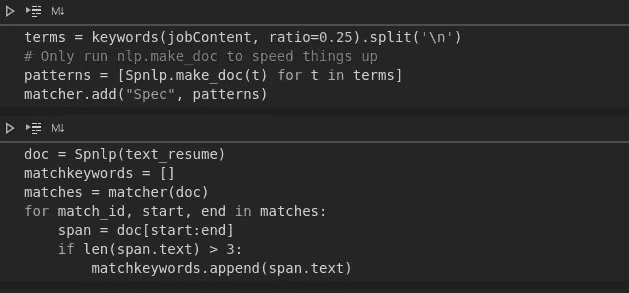 M↓
terms = keywords(jobContent, ratio=0.25).split('\n')
# Only run nlp.make_doc to speed things up
patterns = [Spnlp.make_doc(t) for t in terms]
matcher.add("Spec", patterns)
M↓
doc = Spnlp(text_resume)
matchkeywords = []
matches = matcher(doc)
for match_id, start, end in matches:
    span = doc[start:end]
    if len(span.text) > 3:
        matchkeywords.append(span.text)